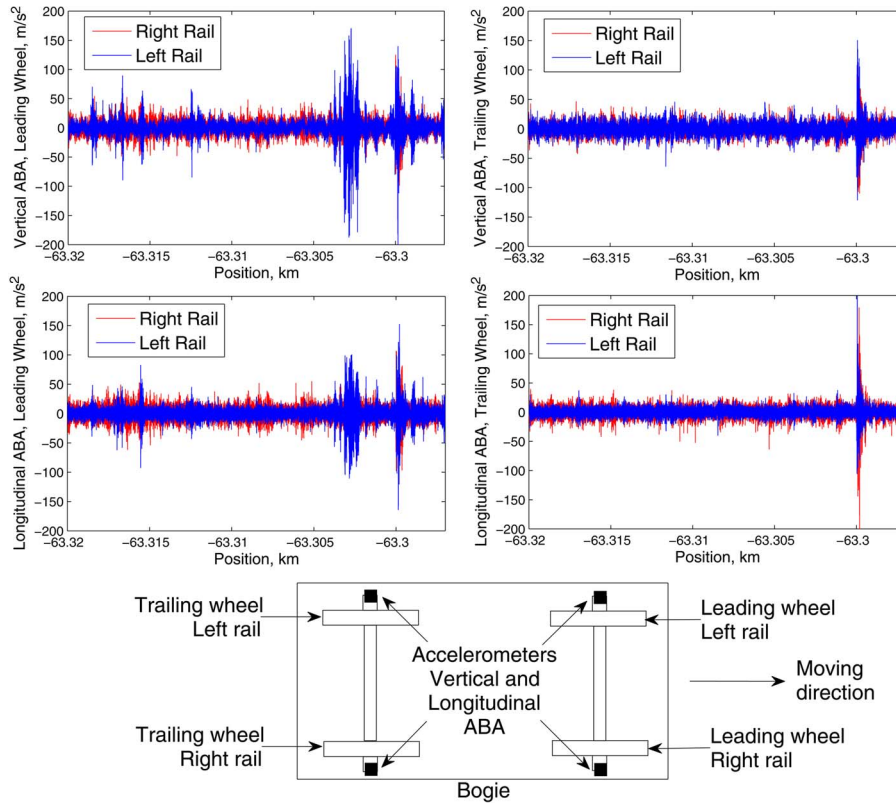 Vertical ABA, Leading Wheel, m/s²
200
150
100
50
0
−50
−100
−150
−200
Right Rail
Left Rail
−63.32 −63.315 −63.31 −63.305 −63.3
Position, km
Vertical ABA, Trailing Wheel, m/s²
200
150
100
50
0
−50
−100
−150
−200
Right Rail
Left Rail
−63.32 −63.315 −63.31 −63.305 −63.3
Position, km
Longitudinal ABA, Leading Wheel, m/s²
200
150
100
50
0
−50
−100
−150
−200
Right Rail
Left Rail
−63.32 −63.315 −63.31 −63.305 −63.3
Position, km
Longitudinal ABA, Trailing Wheel, m/s²
200
150
100
50
0
−50
−100
−150
−200
Right Rail
Left Rail
−63.32 −63.315 −63.31 −63.305 −63.3
Position, km
Trailing wheel
Left rail
Leading wheel
Left rail
Accelerometers
Vertical and
Longitudinal
ABA
Moving
direction
Trailing wheel
Right rail
Leading wheel
Right rail
Bogie